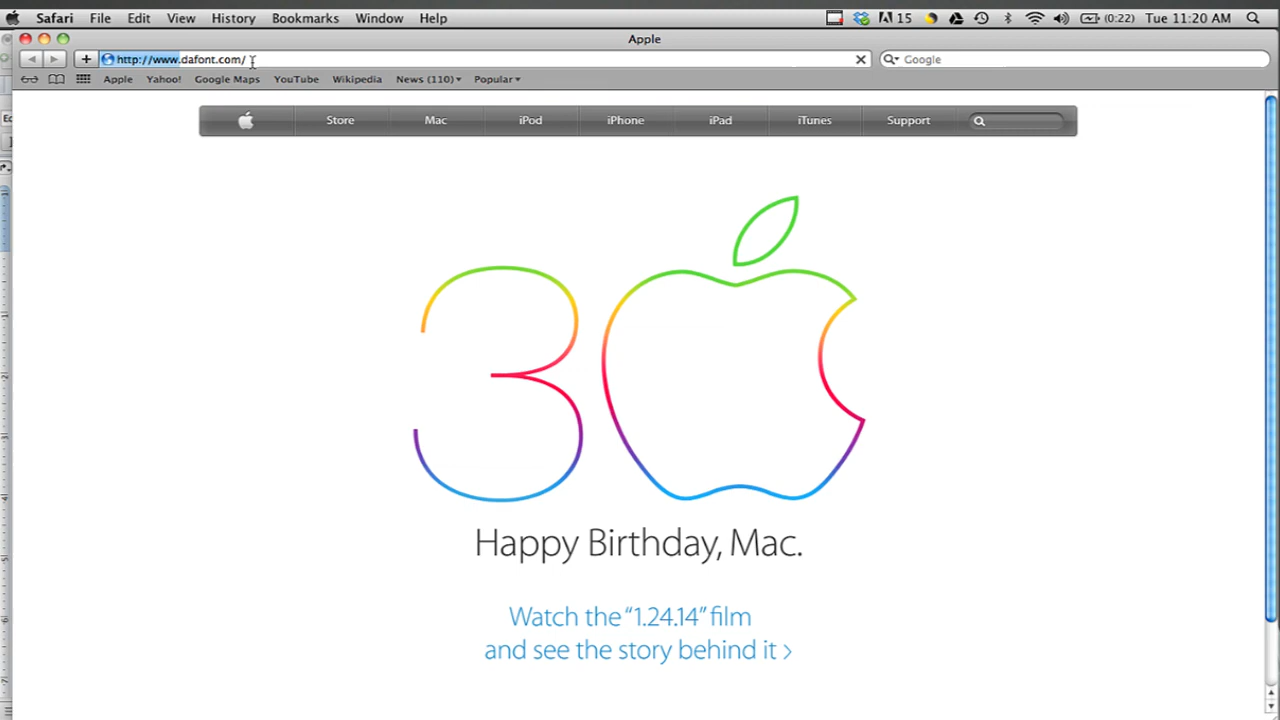 Safari File Edit View History Bookmarks Window Help 15 (0:22) Tue 11:20 AM
Apple
http://www.dafont.com/ Google
Apple Yahoo! Google Maps YouTube Wikipedia News (110) Popular
Store Mac iPod iPhone iPad iTunes Support
30
Happy Birthday, Mac.
Watch the “1.24.14” film
and see the story behind it >